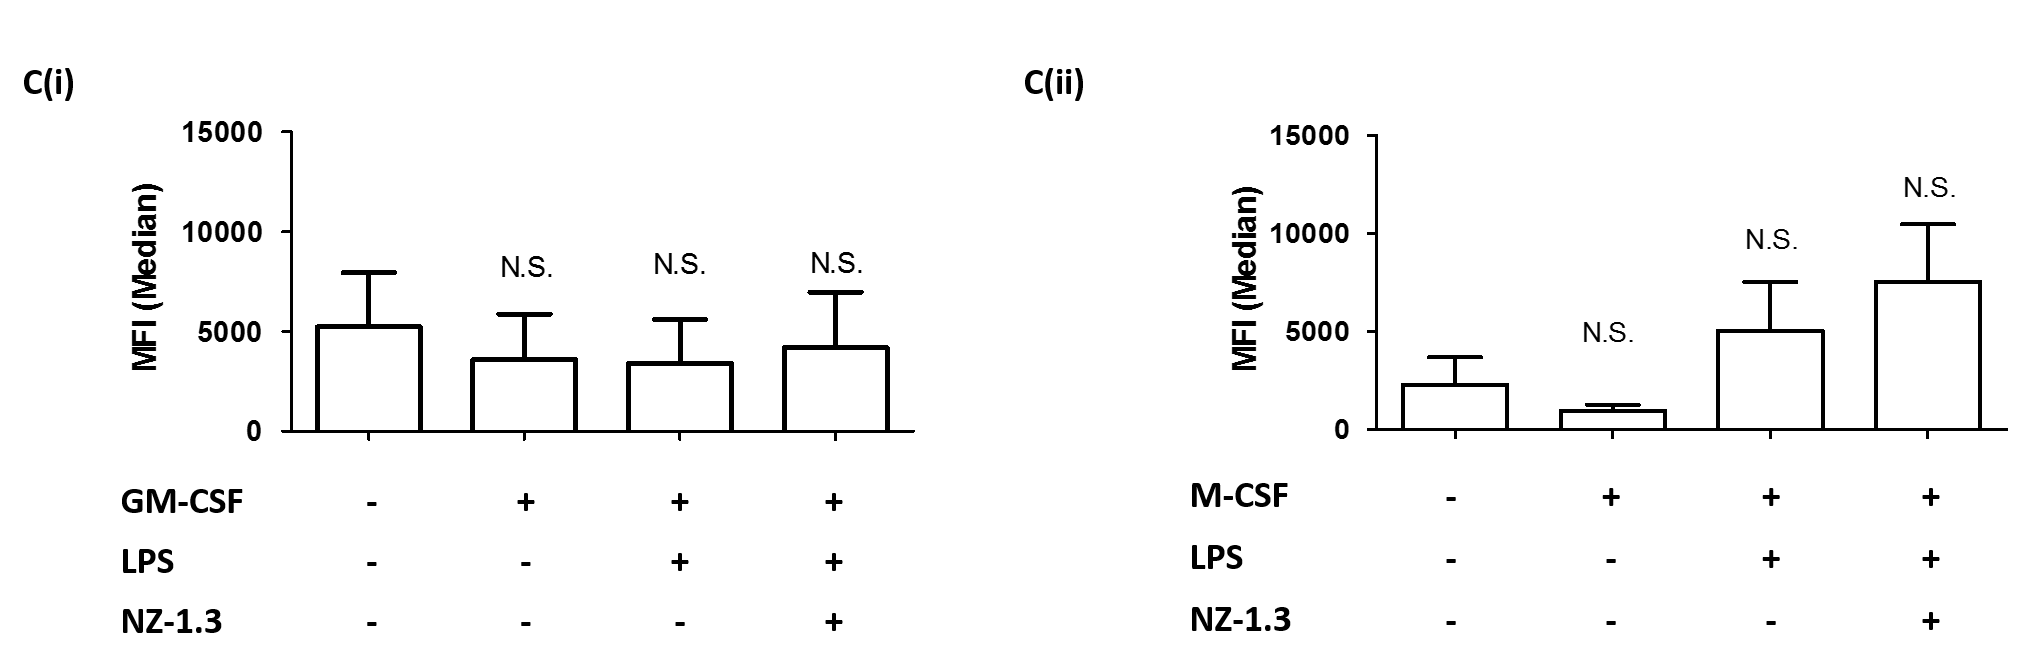 C(i)
15000
10000
5000
0
MFI (Median)
N.S.
N.S.
N.S.
GM-CSF - + + +
LPS - - + +
NZ-1.3 - - - +
C(ii)
15000
10000
5000
0
MFI (Median)
N.S.
N.S.
N.S.
M-CSF - + + +
LPS - - + +
NZ-1.3 - - - +